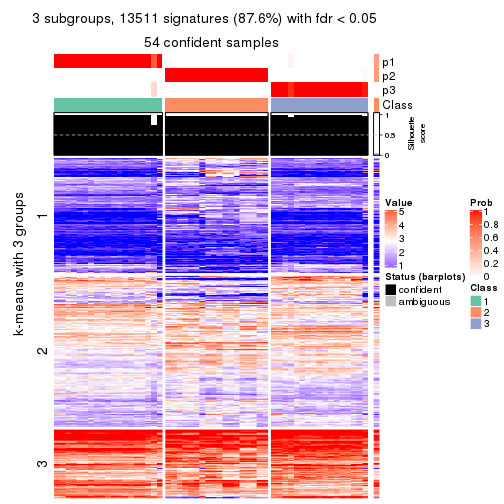 3 subgroups, 13511 signatures (87.6%) with fdr < 0.05
54 confident samples
p1
p2
p3
Class
1
0.5
0
Silhouette
score
k-means with 3 groups
1
2
3
Value
5
4
3
2
1
Status (barplots)
confident
ambiguous
Prob
1
0.8
0.6
0.4
0.2
0
Class
1
2
3